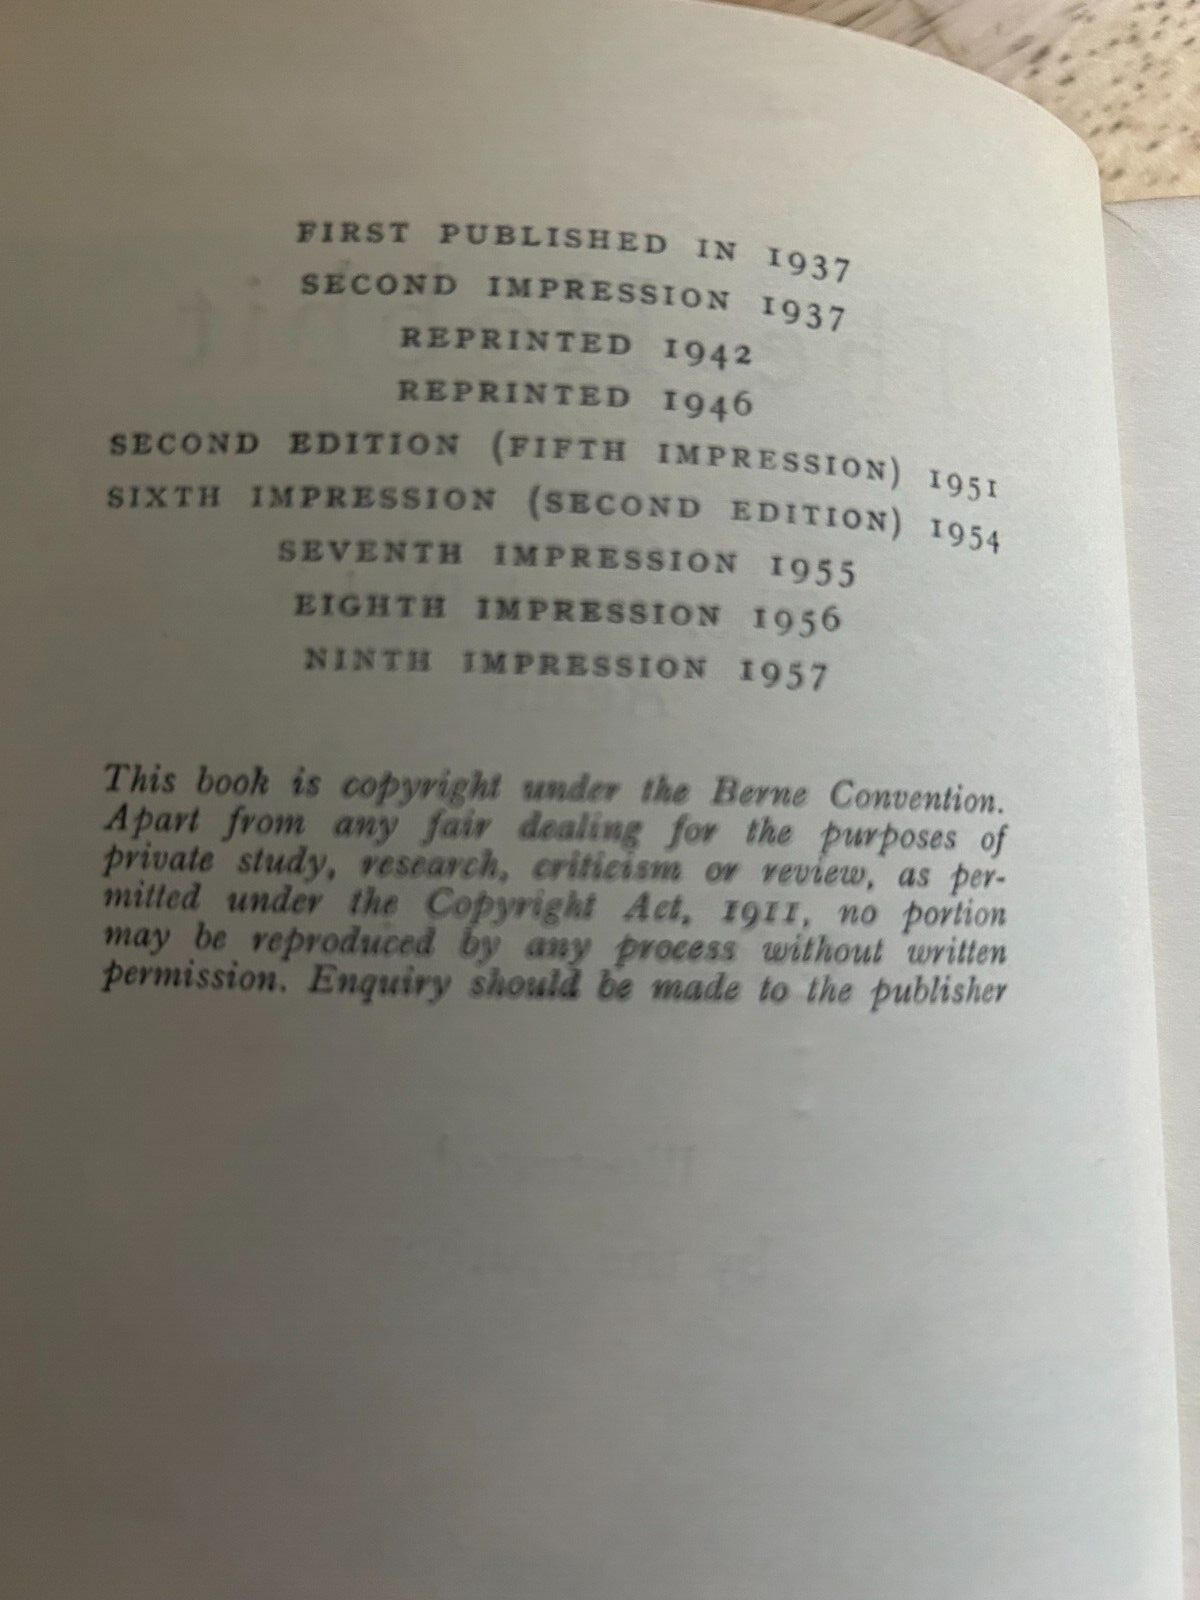 FIRST PUBLISHED IN 1937
SECOND IMPRESSION 1937
REPRINTED 1942
REPRINTED 1946
SECOND EDITION (FIFTH IMPRESSION) 1951
SIXTH IMPRESSION (SECOND EDITION) 1954
SEVENTH IMPRESSION 1955
EIGHTH IMPRESSION 1956
NINTH IMPRESSION 1957
This book is copyright under the Berne Convention.
Apart from any fair dealing for the purposes of
private study, research, criticism or review, as per-
mitted under the Copyright Act, 1911, no portion
may be reproduced by any process without written
permission. Enquiry should be made to the publisher